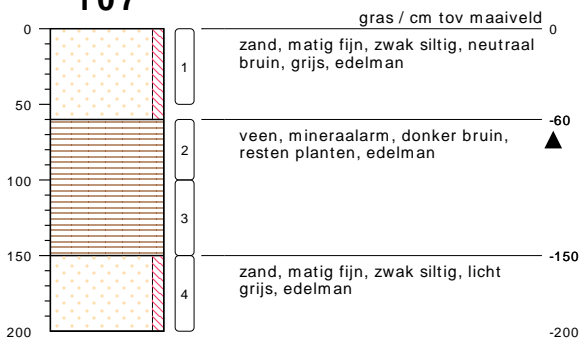 107
gras / cm tov maaiveld
0
0
zand, matig fijn, zwak siltig, neutraal
bruin, grijs, edelman
1
50
-60
veen, mineraalarm, donker bruin,
resten planten, edelman
2
100
3
150
-150
zand, matig fijn, zwak siltig, licht
grijs, edelman
4
200
-200